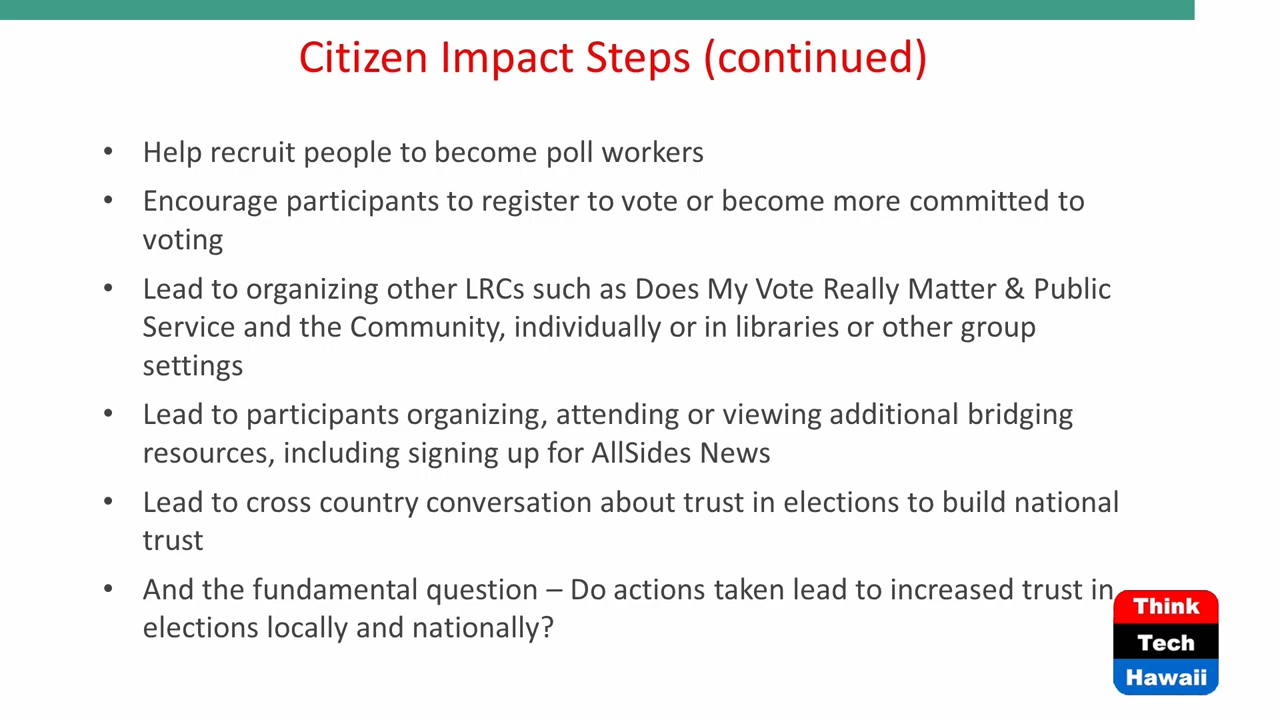 Citizen Impact Steps (continued)
• Help recruit people to become poll workers
• Encourage participants to register to vote or become more committed to
voting
• Lead to organizing other LRCs such as Does My Vote Really Matter & Public
Service and the Community, individually or in libraries or other group
settings
• Lead to participants organizing, attending or viewing additional bridging
resources, including signing up for AllSides News
• Lead to cross country conversation about trust in elections to build national
trust
• And the fundamental question – Do actions taken lead to increased trust in
elections locally and nationally?
Think
Tech
Hawaii